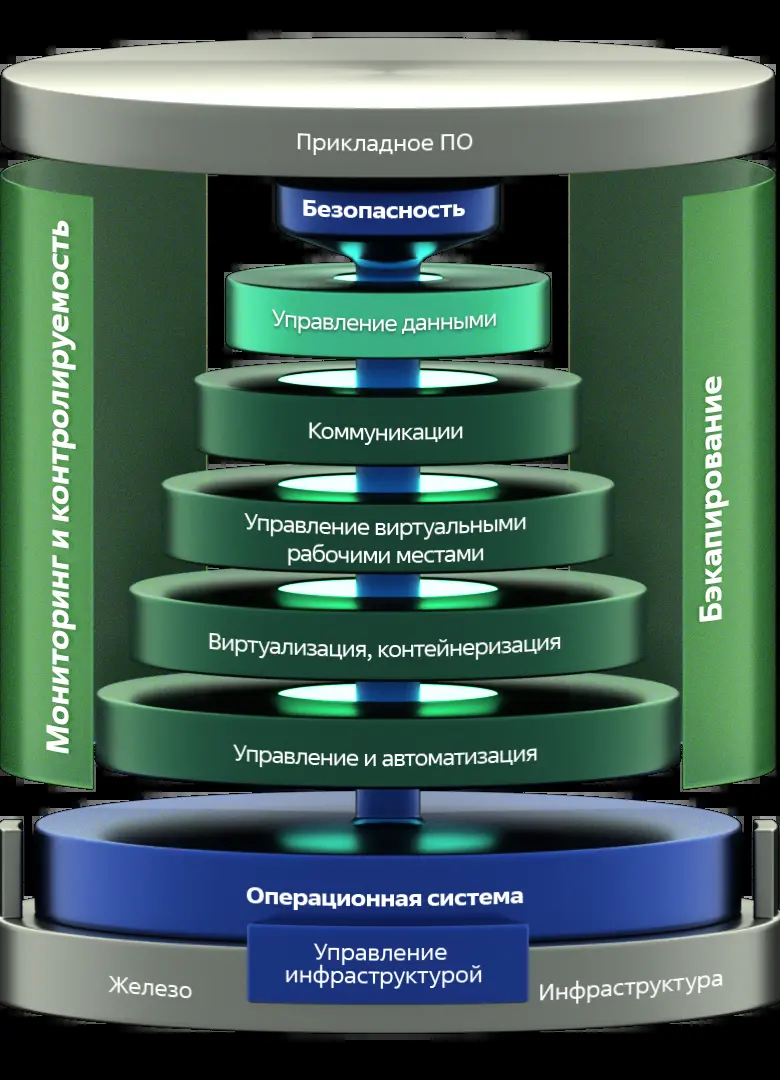 Прикладное ПО
Безопасность
Управление данными
Коммуникации
Управление виртуальными
рабочими местами
Виртуализация, контейнеризация
Управление и автоматизация
Мониторинг и контролируемость
Бэкапирование
Операционная система
Управление
инфраструктурой
Железо
Инфраструктура